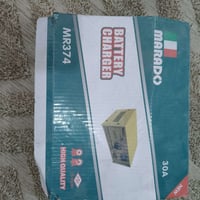 MARADO
BATTERY
CHARGER
MR374
30A
HIGH QUALITY